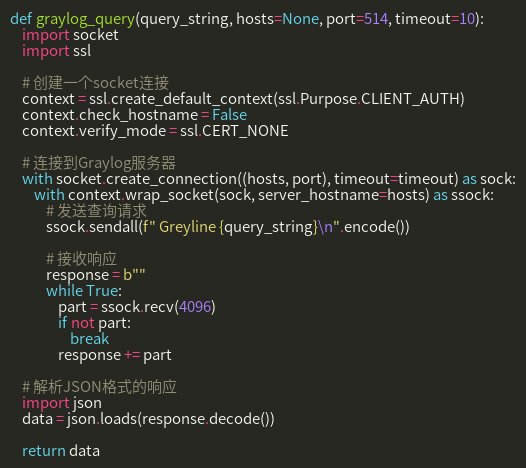 def graylog_query(query_string, hosts=None, port=514, timeout=10):
import socket
import ssl
# 创建一个socket连接
context = ssl.create_default_context(ssl.Purpose.CLIENT_AUTH)
context.check_hostname = False
context.verify_mode = ssl.CERT_NONE
# 连接到Graylog服务器
with socket.create_connection((hosts, port), timeout=timeout) as sock:
with context.wrap_socket(sock, server_hostname=hosts) as ssock:
# 发送查询请求
ssock.sendall(f" Greyline {query_string}\n".encode())
# 接收响应
response = b""
while True:
part = ssock.recv(4096)
if not part:
break
response += part
# 解析JSON格式的响应
import json
data = json.loads(response.decode())
return data